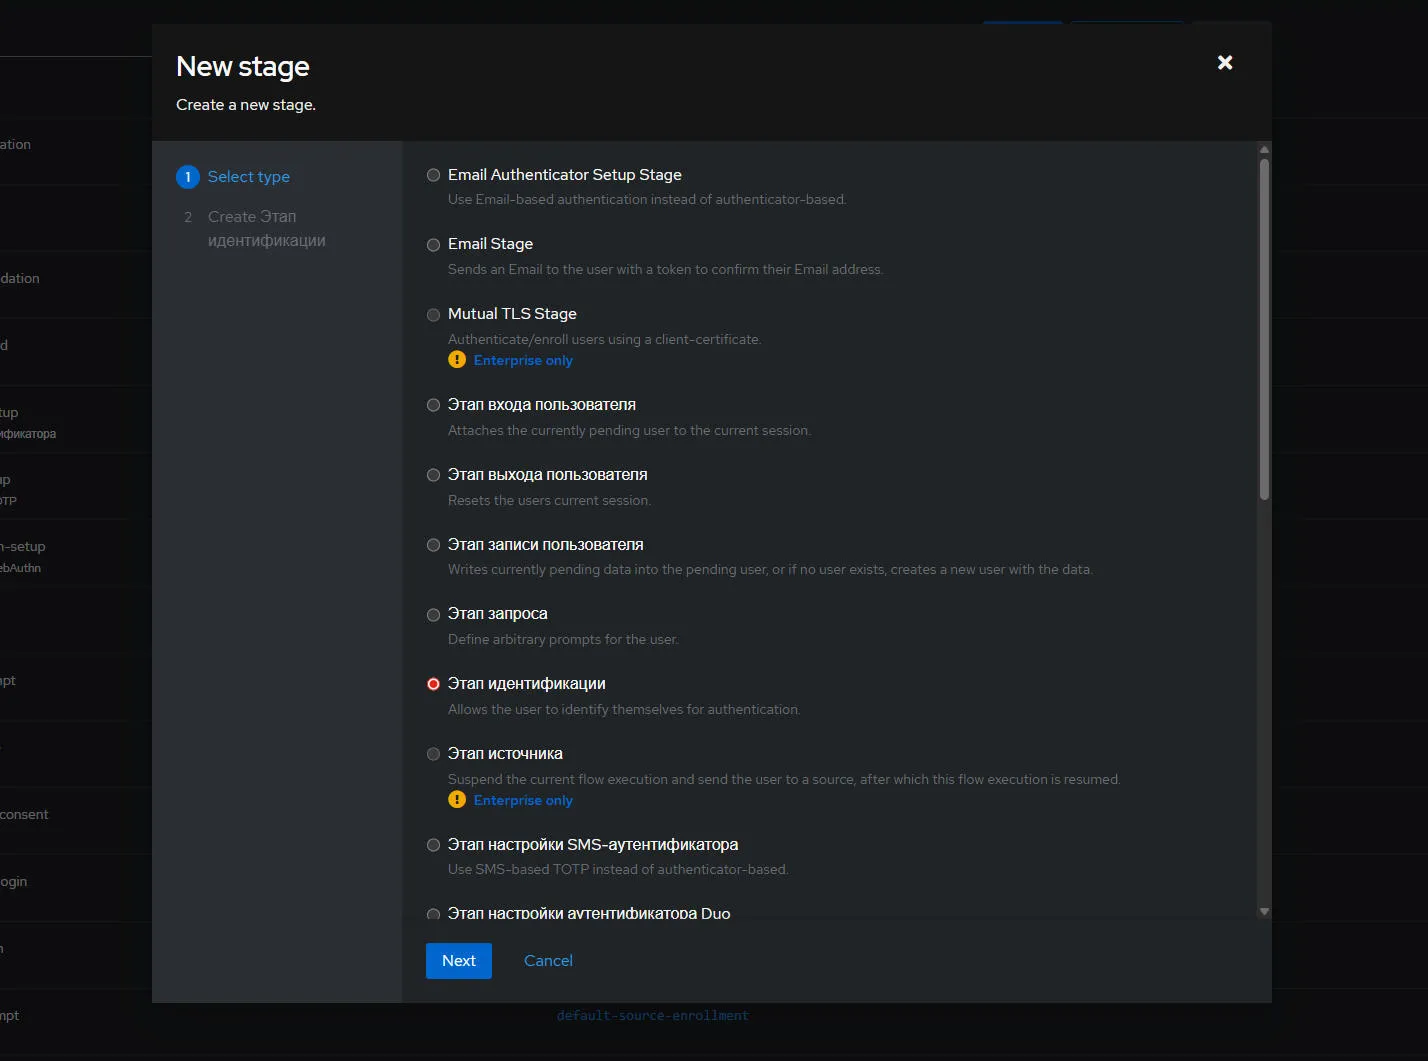 New stage
Create a new stage.
1 Select type
2 Create Этап
идентификации
Email Authenticator Setup Stage
Use Email-based authentication instead of authenticator-based.
Email Stage
Sends an Email to the user with a token to confirm their Email address.
Mutual TLS Stage
Authenticate/enroll users using a client-certificate.
Enterprise only
Этап входа пользователя
Attaches the currently pending user to the current session.
Этап выхода пользователя
Resets the users current session.
Этап записи пользователя
Writes currently pending data into the pending user, or if no user exists, creates a new user with the data.
Этап запроса
Define arbitrary prompts for the user.
Этап идентификации
Allows the user to identify themselves for authentication.
Этап источника
Suspend the current flow execution and send the user to a source, after which this flow execution is resumed.
Enterprise only
Этап настройки SMS-аутентификатора
Use SMS-based TOTP instead of authenticator-based.
Этап настройки аутентификатора Duo
Next Cancel
ation
dation
d
tup
ификатора
ap
OTP
n-setup
ebAuthn
npt
consent
ogin
n
mpt
default-source-enrollment